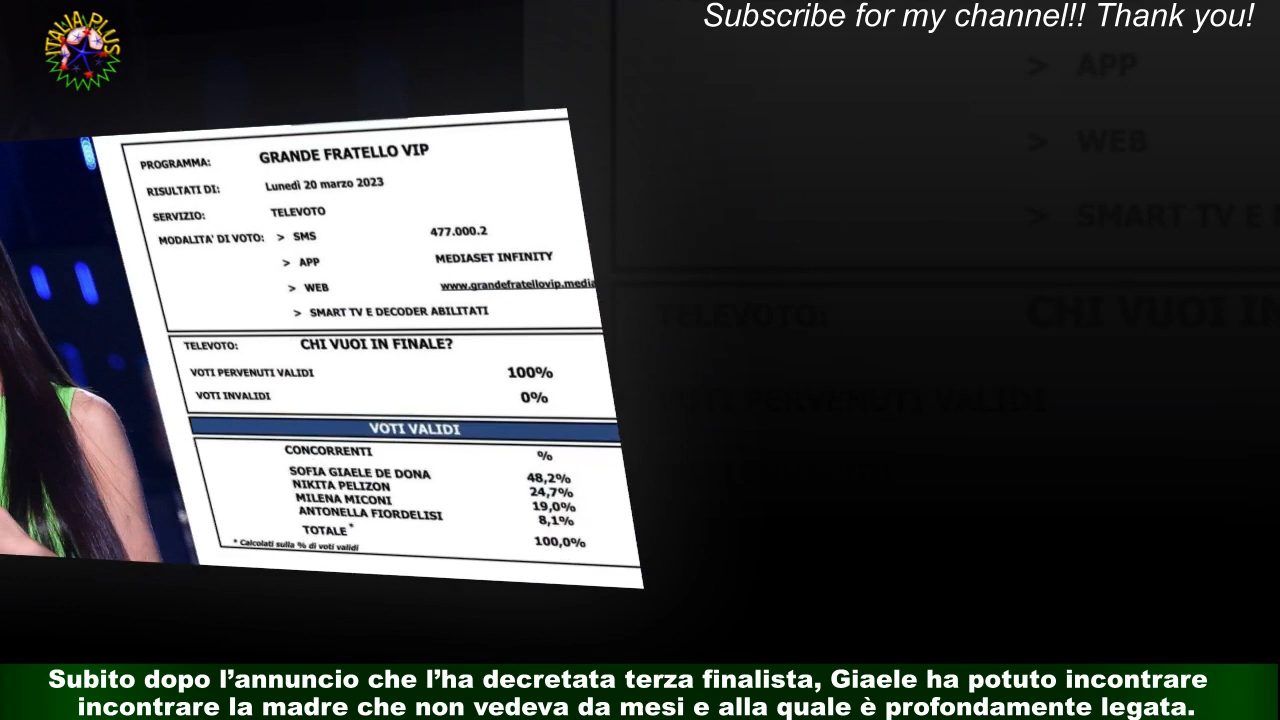 ITALIA PLUS
Subscribe for my channel!! Thank you!
> APP
> WEB
> SMART TV E
TELEVOTO:
CHI VUOI IN
PERVENUTI VALIDI
PROGRAMMA: GRANDE FRATELLO VIP
RISULTATI DI: Lunedì 20 marzo 2023
SERVIZIO: TELEVOTO
MODALITA' DI VOTO: > SMS 477.000.2
> APP MEDIASET INFINITY
> WEB www.grandefratellovip.media
> SMART TV E DECODER ABILITATI
TELEVOTO: CHI VUOI IN FINALE?
VOTI PERVENUTI VALIDI 100%
VOTI INVALIDI 0%
VOTI VALIDI
CONCORRENTI %
SOFIA GIAELE DE DONA 48,2%
NIKITA PELIZON 24,7%
MILENA MICONI 19,0%
ANTONELLA FIORDELISI 8,1%
TOTALE* 100,0%
* Calcolati sulla % di voti validi
Subito dopo l’annuncio che l’ha decretata terza finalista, Giaele ha potuto incontrare
incontrare la madre che non vedeva da mesi e alla quale è profondamente legata.